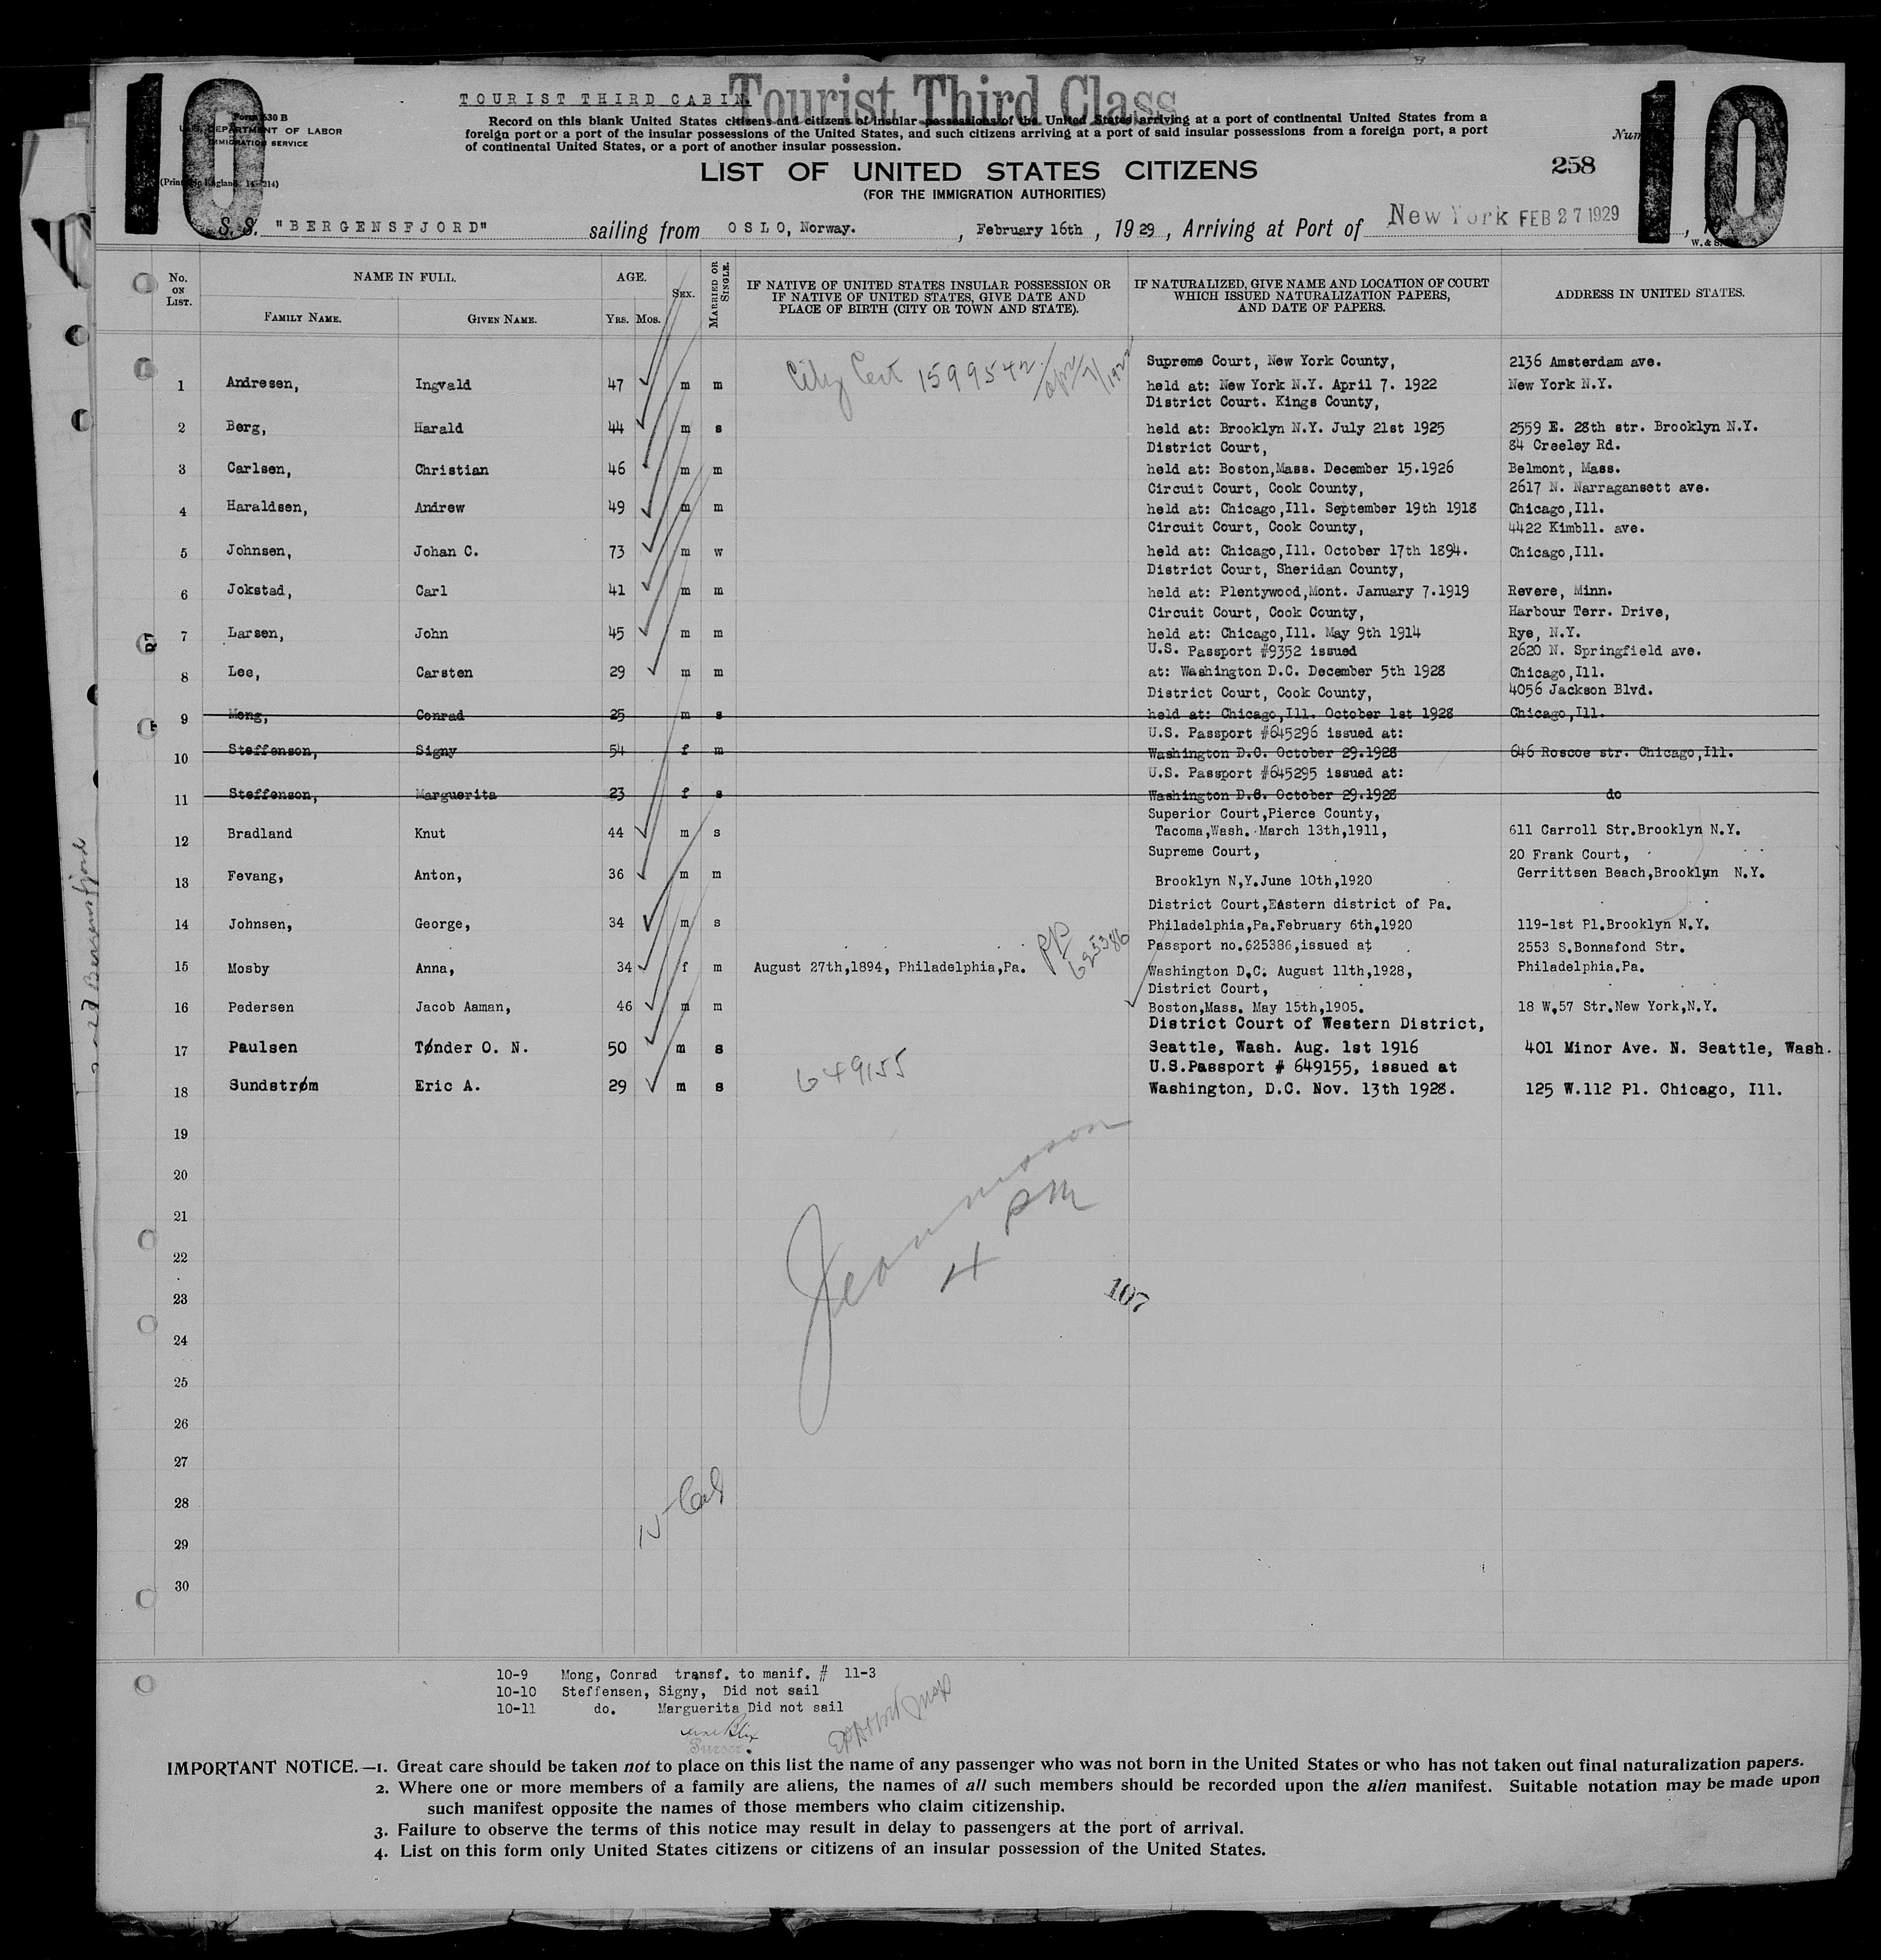 10
10
TOURIST THIRD CABIN.
Tourist Third Class
Form 630 B
U.S. DEPARTMENT OF LABOR
IMMIGRATION SERVICE
Record on this blank United States citizens and citizens of insular possessions of the United States arriving at a port of continental United States from a
foreign port or a port of the insular possessions of the United States, and such citizens arriving at a port of said insular possessions from a foreign port, a port
of continental United States, or a port of another insular possession.
LIST OF UNITED STATES CITIZENS
258
(FOR THE IMMIGRATION AUTHORITIES)
S.S. "BERGENSFJORD" sailing from OSLO, Norway. , February 16th , 1929 , Arriving at Port of New York FEB 27 1929
W. & S.
No. ON LIST. NAME IN FULL. AGE. SEX. MARRIED OR SINGLE. IF NATIVE OF UNITED STATES INSULAR POSSESSION OR IF NATIVE OF UNITED STATES, GIVE DATE AND PLACE OF BIRTH (CITY OR TOWN AND STATE). IF NATURALIZED, GIVE NAME AND LOCATION OF COURT WHICH ISSUED NATURALIZATION PAPERS, AND DATE OF PAPERS. ADDRESS IN UNITED STATES.
FAMILY NAME. GIVEN NAME. YRS. MOS.
City Cert 1599542 / Apr 7/1922
Supreme Court, New York County, 2136 Amsterdam ave.
1 Andresen, Ingvald 47 m m held at: New York N.Y. April 7. 1922 New York N.Y.
District Court. Kings County,
2 Berg, Harald 44 m s held at: Brooklyn N.Y. July 21st 1925 2559 E. 28th str. Brooklyn N.Y.
District Court, 84 Creeley Rd.
3 Carlsen, Christian 46 m m held at: Boston,Mass. December 15.1926 Belmont, Mass.
Circuit Court, Cook County, 2617 N. Narragansett ave.
4 Haraldsen, Andrew 49 m m held at: Chicago,Ill. September 19th 1918 Chicago,Ill.
Circuit Court, Cook County, 4422 Kimbll. ave.
5 Johnsen, Johan C. 73 m w held at: Chicago,Ill. October 17th 1894. Chicago,Ill.
District Court, Sheridan County,
6 Jokstad, Carl 41 m m held at: Plentywood,Mont. January 7.1919 Revere, Minn.
Circuit Court, Cook County, Harbour Terr. Drive,
7 Larsen, John 45 m m held at: Chicago,Ill. May 9th 1914 Rye, N.Y.
U.S. Passport #9352 issued 2620 N. Springfield ave.
8 Lee, Carsten 29 m m at: Washington D.C. December 5th 1928 Chicago,Ill.
District Court, Cook County, 4056 Jackson Blvd.
9 Mong, Conrad 25 m s held at: Chicago,Ill. October 1st 1928 Chicago,Ill.
U.S. Passport #645296 issued at:
10 Steffenson, Signy 54 f m Washington D.C. October 29.1928 646 Roscoe str. Chicago,Ill.
U.S. Passport #645295 issued at:
11 Steffenson, Marguerita 23 f s Washington D.C. October 29.1928 do
Superior Court,Pierce County,
12 Bradland Knut 44 m s Tacoma,Wash. March 13th,1911, 611 Carroll Str.Brooklyn N.Y.
Supreme Court, 20 Frank Court,
13 Fevang, Anton, 36 m m Brooklyn N,Y.June 10th,1920 Gerrittsen Beach,Brooklyn N.Y.
District Court,Eastern district of Pa.
14 Johnsen, George, 34 m s Philadelphia,Pa.February 6th,1920 119-1st Pl.Brooklyn N.Y.
PP 625386
Passport no.625386,issued at 2553 S.Bonnafond Str.
15 Mosby Anna, 34 f m August 27th,1894, Philadelphia,Pa. Washington D,C. August 11th,1928, Philadelphia.Pa.
District Court,
16 Pedersen Jacob Aaman, 46 m m Boston,Mass. May 15th,1905. 18 W,57 Str.New York,N.Y.
District Court of Western District,
17 Paulsen Tønder O. N. 50 m s Seattle, Wash. Aug. 1st 1916 401 Minor Ave. N. Seattle, Wash.
649155 U.S.Passport # 649155, issued at
18 Sundstrøm Eric A. 29 m s Washington, D.C. Nov. 13th 1928. 125 W.112 Pl. Chicago, Ill.
19
20
21
22
4 PM
107
23
24
25
26
27
28
29
30
10-9 Mong, Conrad transf. to manif. # 11-3
10-10 Steffensen, Signy, Did not sail
10-11 do. Marguerita Did not sail
Purser.
IMPORTANT NOTICE.—1. Great care should be taken not to place on this list the name of any passenger who was not born in the United States or who has not taken out final naturalization papers.
2. Where one or more members of a family are aliens, the names of all such members should be recorded upon the alien manifest. Suitable notation may be made upon
such manifest opposite the names of those members who claim citizenship.
3. Failure to observe the terms of this notice may result in delay to passengers at the port of arrival.
4. List on this form only United States citizens or citizens of an insular possession of the United States.